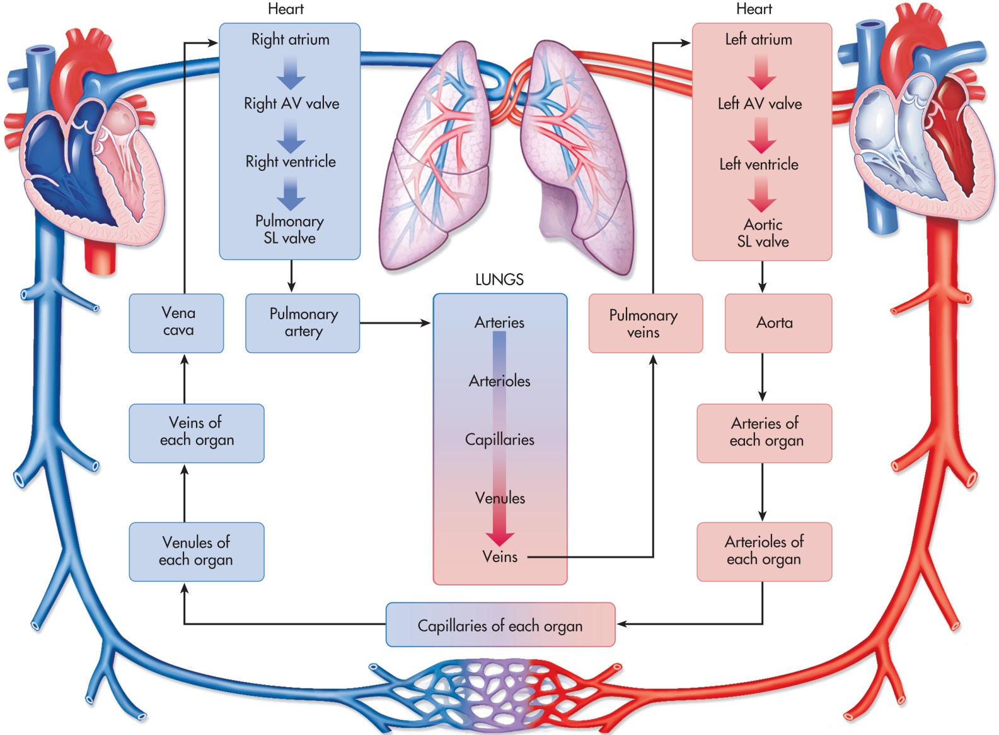 Heart
Right atrium
Right AV valve
Right ventricle
Pulmonary
SL valve
Vena
cava
Pulmonary
artery
Veins of
each organ
Venules of
each organ
LUNGS
Arteries
Arterioles
Capillaries
Venules
Veins
Capillaries of each organ
Heart
Left atrium
Left AV valve
Left ventricle
Aortic
SL valve
Pulmonary
veins
Aorta
Arteries of
each organ
Arterioles of
each organ